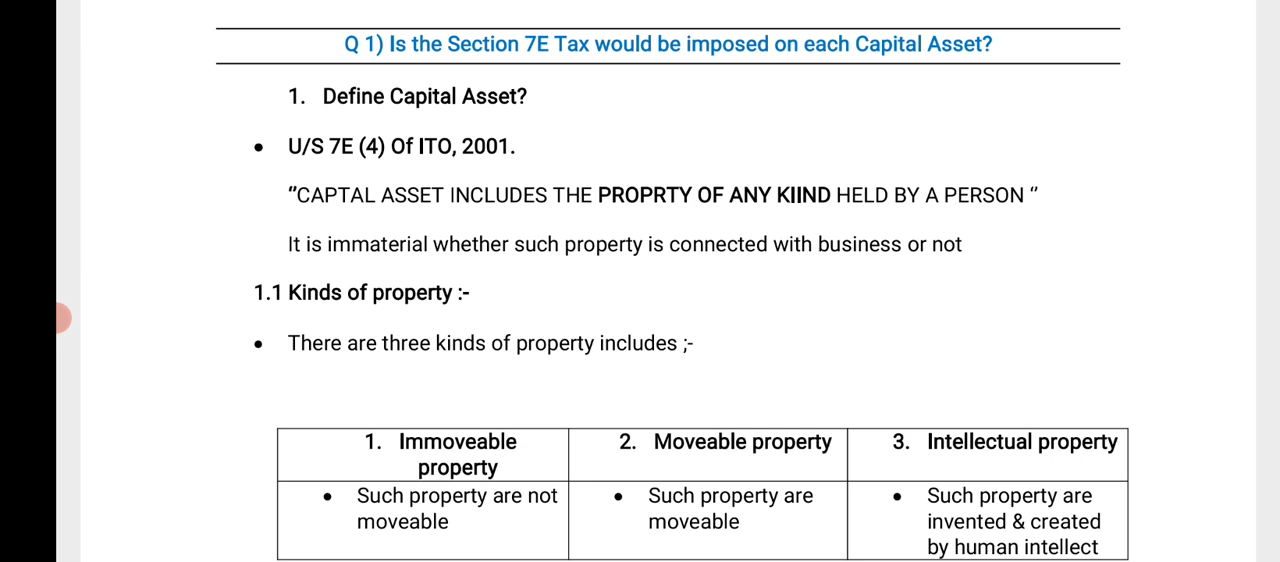 Q 1) Is the Section 7E Tax would be imposed on each Capital Asset?
1. Define Capital Asset?
• U/S 7E (4) Of ITO, 2001.
‘’CAPTAL ASSET INCLUDES THE PROPRTY OF ANY KIIND HELD BY A PERSON ‘’
It is immaterial whether such property is connected with business or not
1.1 Kinds of property :-
• There are three kinds of property includes ;-
1. Immoveable
property
2. Moveable property
3. Intellectual property
• Such property are not
moveable
• Such property are
moveable
• Such property are
invented & created
by human intellect